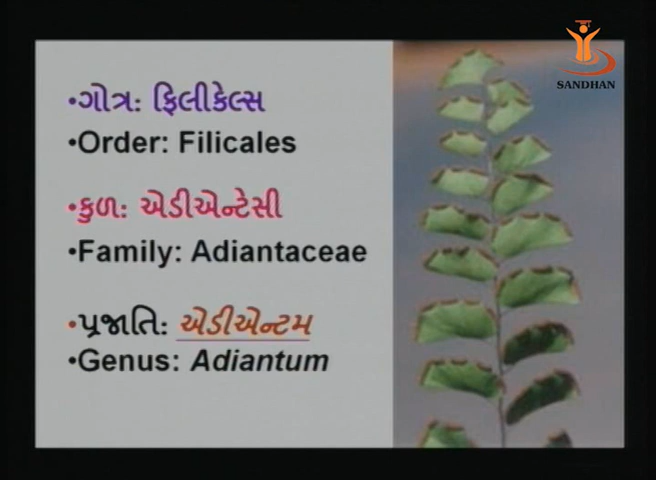 SANDHAN
•ગોત્ર: ફિલીકેલ્સ
•Order: Filicales
•કુળ: એડીએન્ટેસી
•Family: Adiantaceae
•પ્રજાતિ: એડીએન્ટમ
•Genus: Adiantum